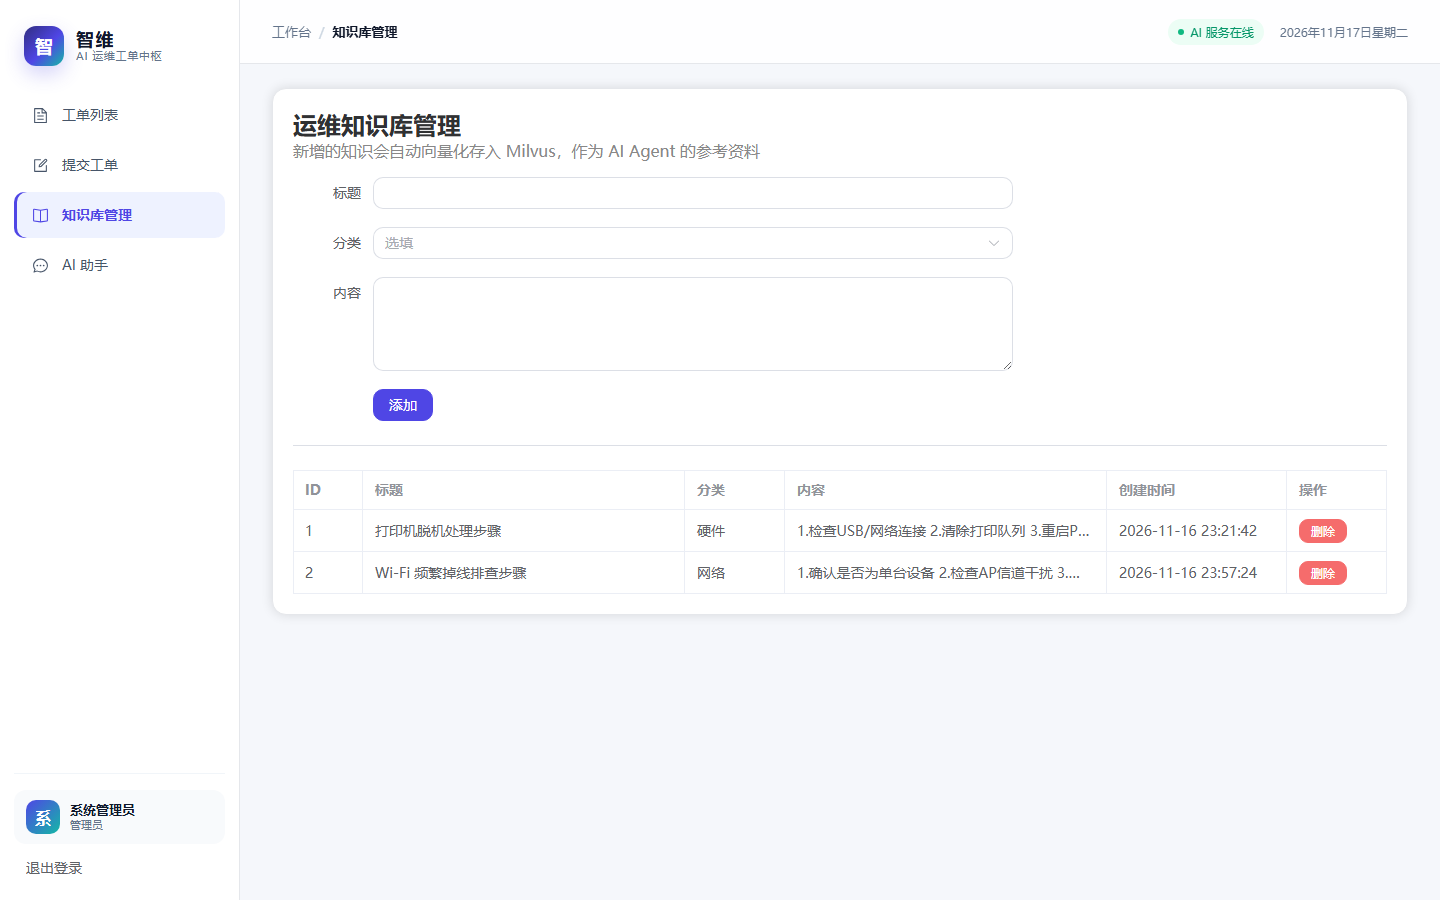 智
智维
AI 运维工单中枢
工单列表
提交工单
知识库管理
AI 助手
系
系统管理员
管理员
退出登录
工作台 / 知识库管理
AI 服务在线
2026年11月17日星期二
运维知识库管理
新增的知识会自动向量化存入 Milvus，作为 AI Agent 的参考资料
标题
分类 选填
内容
添加
ID 标题 分类 内容 创建时间 操作
1 打印机脱机处理步骤 硬件 1.检查USB/网络连接 2.清除打印队列 3.重启P... 2026-11-16 23:21:42 删除
2 Wi-Fi 频繁掉线排查步骤 网络 1.确认是否为单台设备 2.检查AP信道干扰 3.... 2026-11-16 23:57:24 删除